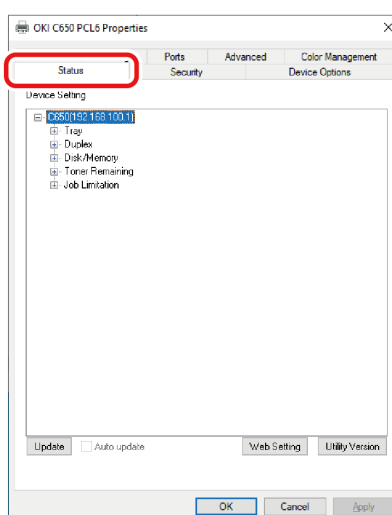 OKI C650 PCL6 Properties
Ports Advanced Color Management
Status Security Device Options
Device Setting
C650(192.168.100.1)
Tray
Duplex
Disk/Memory
Toner Remaining
Job Limitation
Update Auto update Web Setting Utility Version
OK Cancel Apply